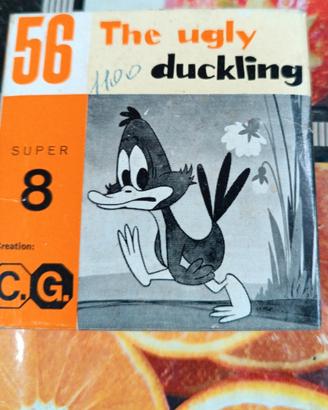 56
The ugly
1100
duckling
SUPER
8
Creation:
C.G.